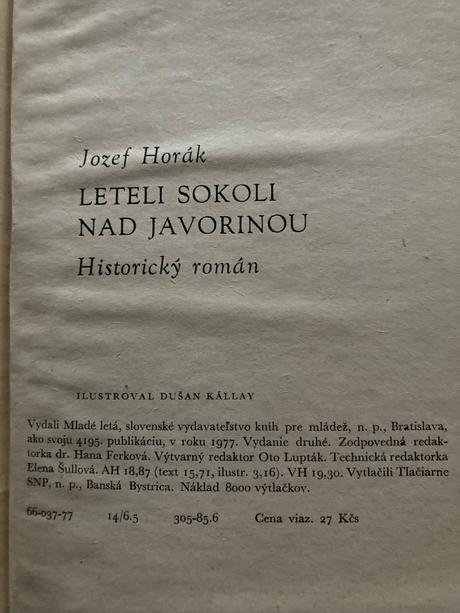 Jozef Horák
LETELI SOKOLI
NAD JAVORINOU
Historický román
ILUSTROVAL DUŠAN KÁLLAY
Vydali Mladé letá, slovenské vydavateľstvo kníh pre mládež, n. p., Bratislava,
ako svoju 4195. publikáciu, v roku 1977. Vydanie druhé. Zodpovedná redak-
torka dr. Hana Ferková. Výtvarný redaktor Oto Lupták. Technická redaktorka
Elena Šullová. AH 18,87 (text 15,71, ilustr. 3,16). VH 19,30. Vytlačili Tlačiarne
SNP, n. p., Banská Bystrica. Náklad 8000 výtlačkov.
66-037-77 14/6.5 305-85.6 Cena viaz. 27 Kčs